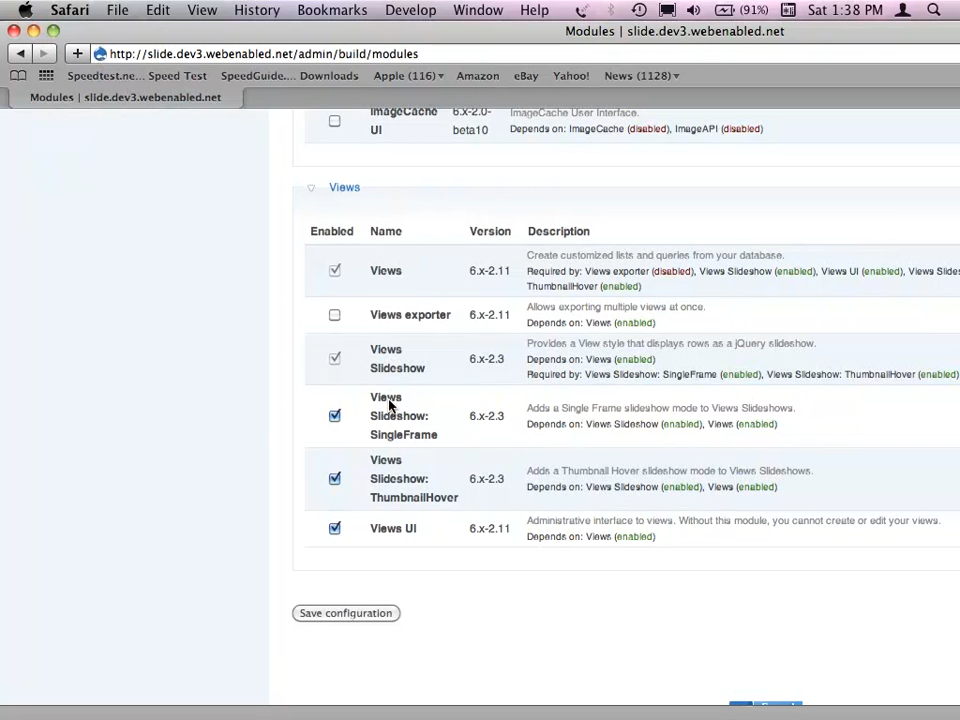 Safari File Edit View History Bookmarks Develop Window Help (91%) Sat 1:38 PM
Modules | slide.dev3.webenabled.net
http://slide.dev3.webenabled.net/admin/build/modules
Speedtest.ne... Speed Test SpeedGuide.... Downloads Apple (116) Amazon eBay Yahoo! News (1128)
Modules | slide.dev3.webenabled.net
ImageCache UI 6.x-2.0-beta10 ImageCache User Interface.
Depends on: ImageCache (disabled), ImageAPI (disabled)
Views
Enabled Name Version Description
Views 6.x-2.11 Create customized lists and queries from your database.
Required by: Views exporter (disabled), Views Slideshow (enabled), Views UI (enabled), Views Slides
ThumbnailHover (enabled)
Views exporter 6.x-2.11 Allows exporting multiple views at once.
Depends on: Views (enabled)
Views Slideshow 6.x-2.3 Provides a View style that displays rows as a jQuery slideshow.
Depends on: Views (enabled)
Required by: Views Slideshow: SingleFrame (enabled), Views Slideshow: ThumbnailHover (enabled)
Views Slideshow: SingleFrame 6.x-2.3 Adds a Single Frame slideshow mode to Views Slideshows.
Depends on: Views Slideshow (enabled), Views (enabled)
Views Slideshow: ThumbnailHover 6.x-2.3 Adds a Thumbnail Hover slideshow mode to Views Slideshows.
Depends on: Views Slideshow (enabled), Views (enabled)
Views UI 6.x-2.11 Administrative interface to views. Without this module, you cannot create or edit your views.
Depends on: Views (enabled)
Save configuration